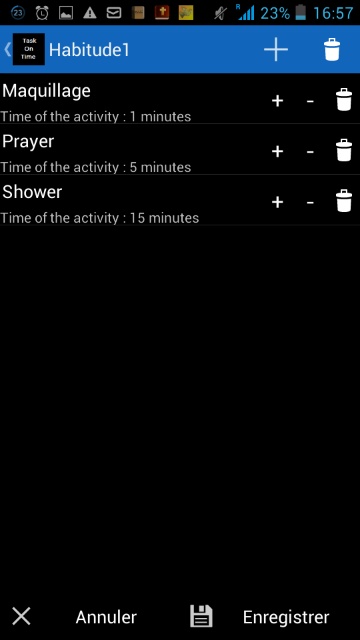 23 R 23% 16:57
Task On Time Habitude1
Maquillage
Time of the activity : 1 minutes
+ -
Prayer
Time of the activity : 5 minutes
+ -
Shower
Time of the activity : 15 minutes
+ -
Annuler Enregistrer